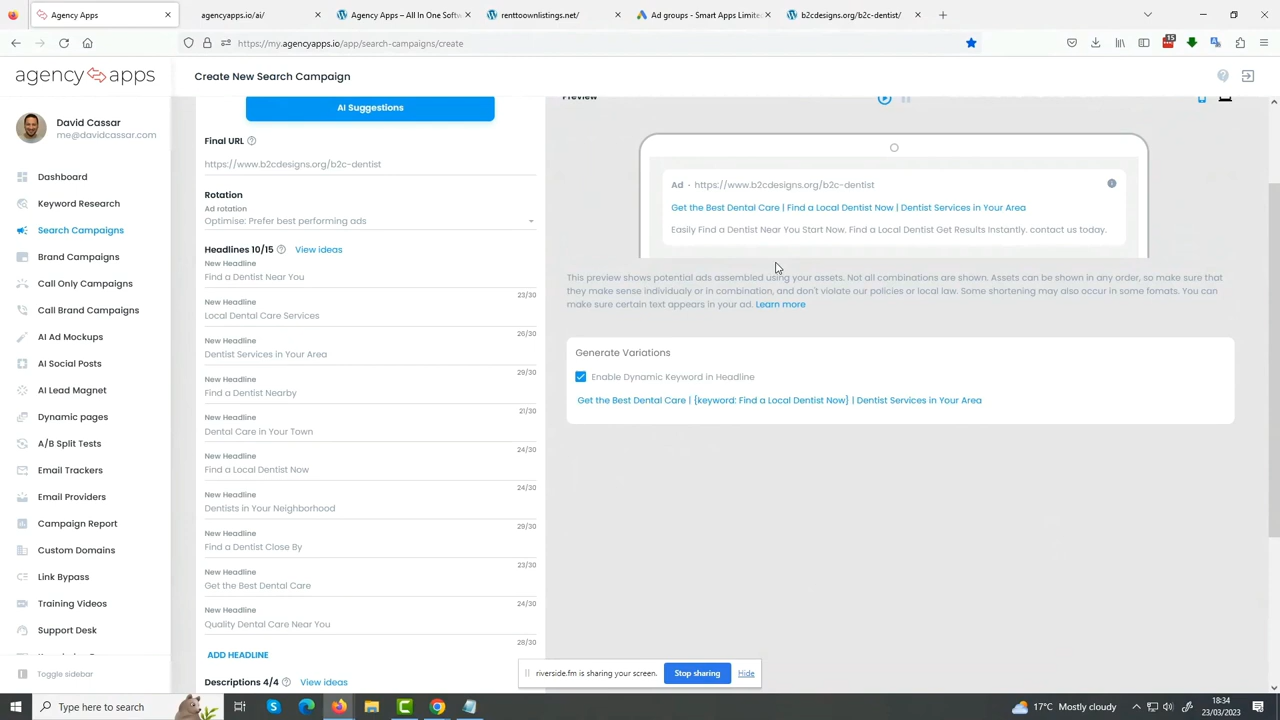 Agency Apps
agencyapps.io/ai/
Agency Apps – All In One Softw
renttoownlistings.net/
Ad groups - Smart Apps Limite
b2cdesigns.org/b2c-dentist/
https://my.agencyapps.io/app/search-campaigns/create
15
agency apps
Create New Search Campaign
David Cassar
me@davidcassar.com
Dashboard
Keyword Research
Search Campaigns
Brand Campaigns
Call Only Campaigns
Call Brand Campaigns
AI Ad Mockups
AI Social Posts
AI Lead Magnet
Dynamic pages
A/B Split Tests
Email Trackers
Email Providers
Campaign Report
Custom Domains
Link Bypass
Training Videos
Support Desk
Toggle sidebar
AI Suggestions
Final URL
https://www.b2cdesigns.org/b2c-dentist
Rotation
Ad rotation
Optimise: Prefer best performing ads
Headlines 10/15 View ideas
New Headline
Find a Dentist Near You
23/30
New Headline
Local Dental Care Services
26/30
New Headline
Dentist Services in Your Area
29/30
New Headline
Find a Dentist Nearby
21/30
New Headline
Dental Care in Your Town
24/30
New Headline
Find a Local Dentist Now
24/30
New Headline
Dentists in Your Neighborhood
29/30
New Headline
Find a Dentist Close By
23/30
New Headline
Get the Best Dental Care
24/30
New Headline
Quality Dental Care Near You
28/30
ADD HEADLINE
Descriptions 4/4 View ideas
Preview
Ad · https://www.b2cdesigns.org/b2c-dentist
Get the Best Dental Care | Find a Local Dentist Now | Dentist Services in Your Area
Easily Find a Dentist Near You Start Now. Find a Local Dentist Get Results Instantly. contact us today.
This preview shows potential ads assembled using your assets. Not all combinations are shown. Assets can be shown in any order, so make sure that
they make sense individualy or in combination, and don't violate our policies or local law. Some shortening may also occur in some fomats. You can
make sure certain text appears in your ad. Learn more
Generate Variations
Enable Dynamic Keyword in Headline
Get the Best Dental Care | {keyword: Find a Local Dentist Now} | Dentist Services in Your Area
riverside.fm is sharing your screen.
Stop sharing
Hide
Type here to search
17°C Mostly cloudy
18:34
23/03/2023